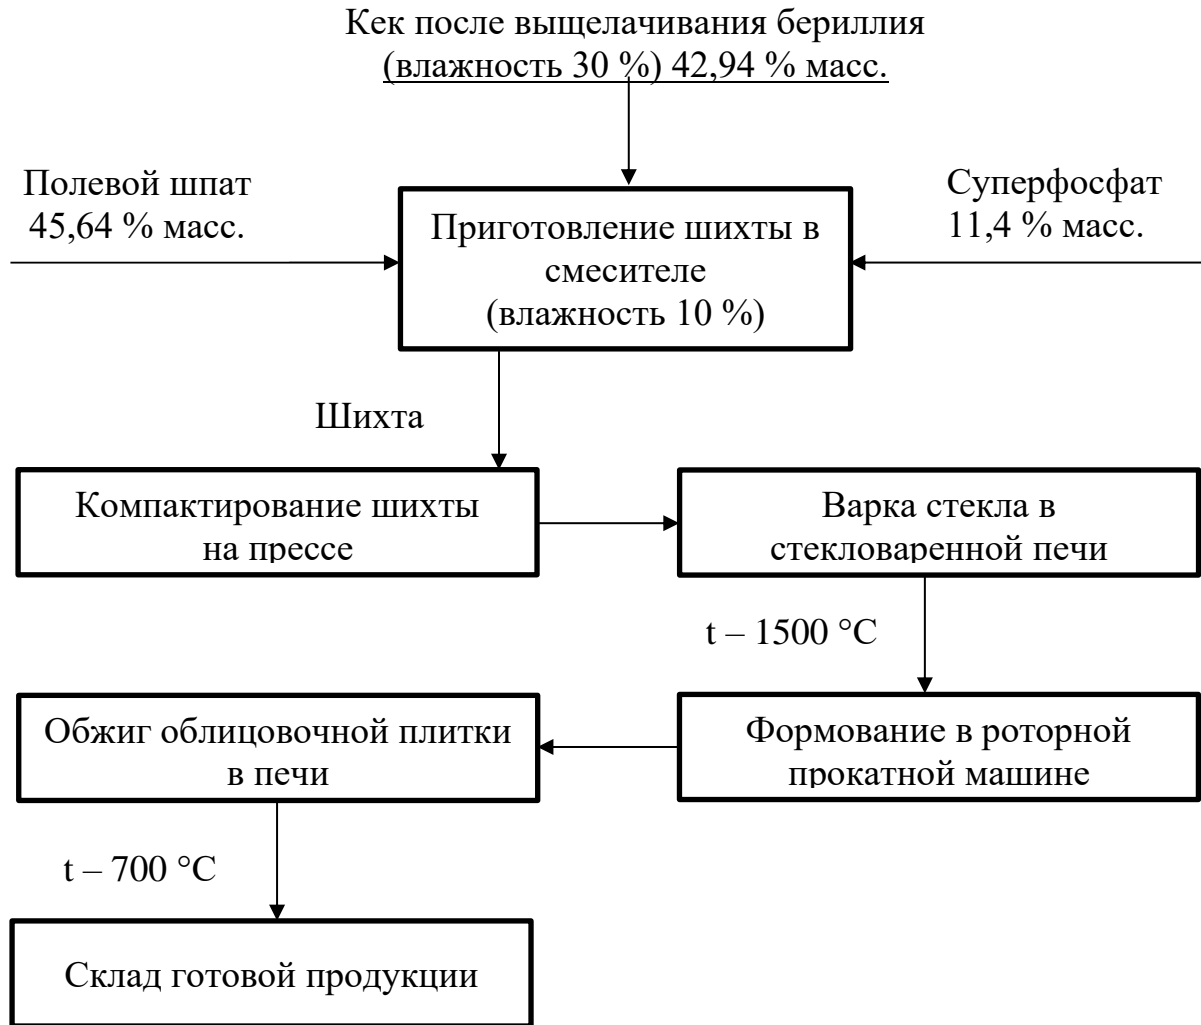 Кек после выщелачивания бериллия
(влажность 30 %) 42,94 % масс.
Полевой шпат
45,64 % масс.
Суперфосфат
11,4 % масс.
Приготовление шихты в
смесителе
(влажность 10 %)
Шихта
Компактирование шихты
на прессе
Варка стекла в
стекловаренной печи
t – 1500 °C
Обжиг облицовочной плитки
в печи
Формование в роторной
прокатной машине
t – 700 °C
Склад готовой продукции